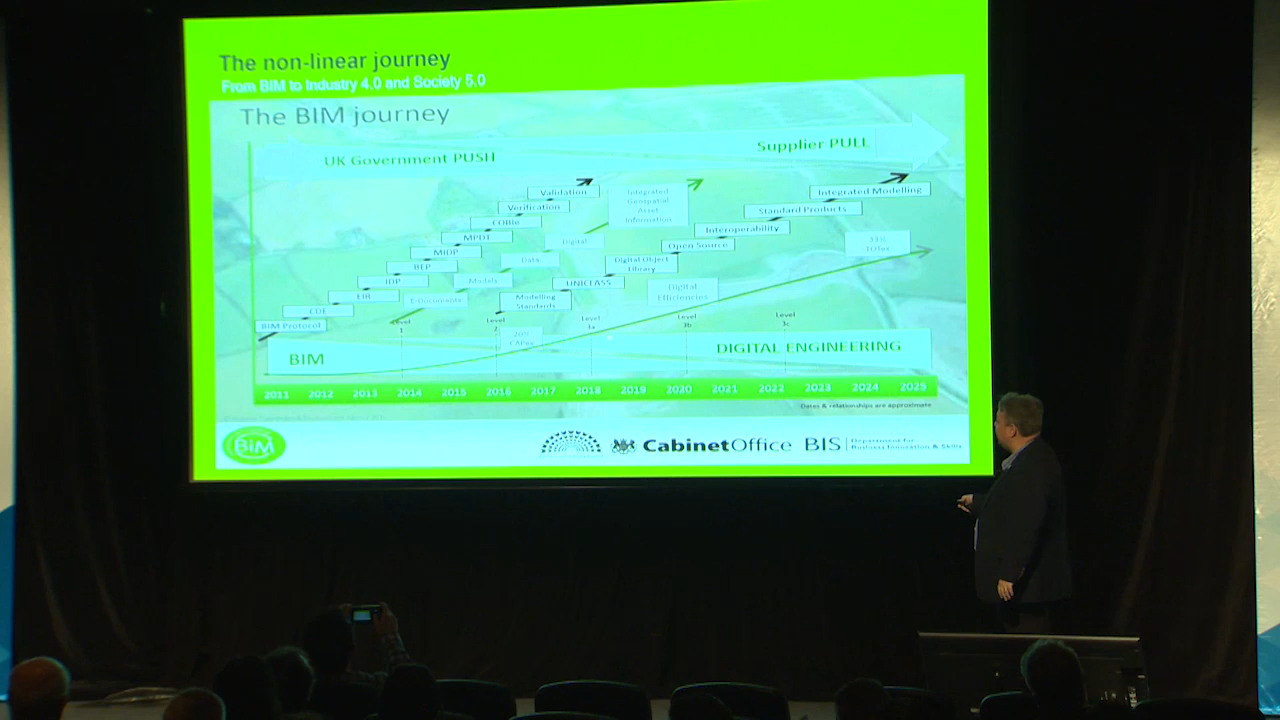 The non-linear journey
From BIM to Industry 4.0 and Society 5.0
The BIM journey
UK Government PUSH
Supplier PULL
Validation
Verification
COBie
MPDT
MIDP
BEP
IDP
EIR
CDE
BIM Protocol
Integrated
Geospatial
Asset
Information
Digital
Data
Models
E-Documents
Integrated Modelling
Standard Products
Interoperability
Open Source
Digital Object
Library
UNICLASS
Modelling
Standards
Digital
Efficiencies
33%
TOTex
20%
CAPex
Level
1
Level
2
Level
3a
Level
3b
Level
3c
BIM
DIGITAL ENGINEERING
2011 2012 2013 2014 2015 2016 2017 2018 2019 2020 2021 2022 2023 2024 2025
Dates & relationships are approximate
BiM
CabinetOffice
BIS
Department for
Business Innovation & Skills